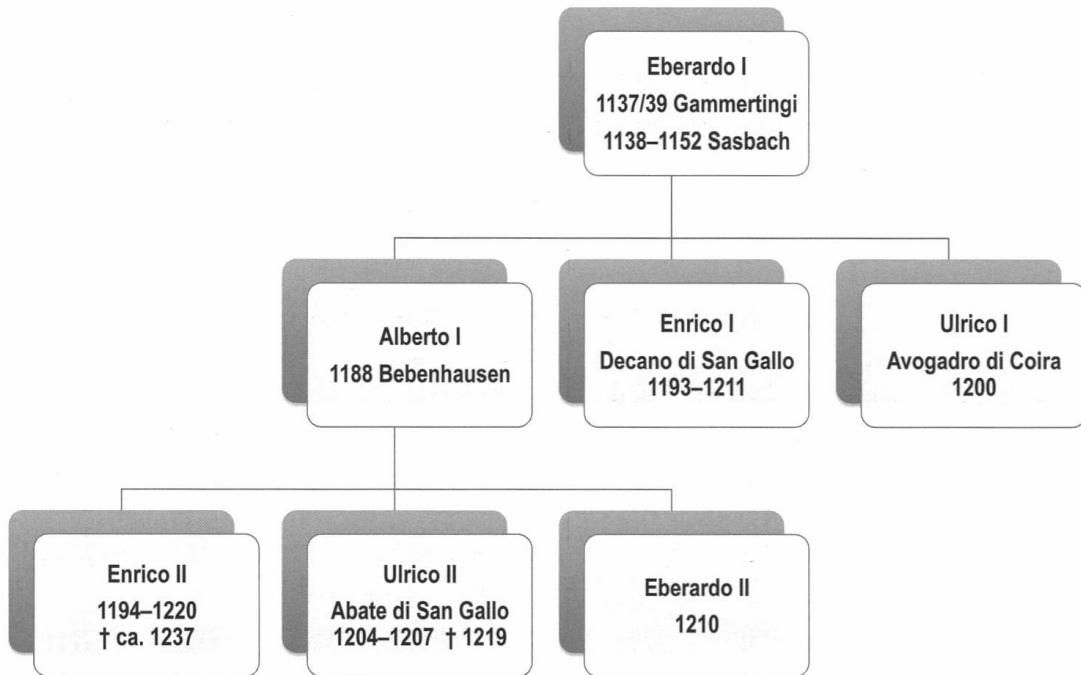 Eberardo I
1137/39 Gammertingi
1138–1152 Sasbach
Alberto I
1188 Bebenhausen
Enrico I
Decano di San Gallo
1193–1211
Ulrico I
Avogadro di Coira
1200
Enrico II
1194–1220
† ca. 1237
Ulrico II
Abate di San Gallo
1204–1207 † 1219
Eberardo II
1210